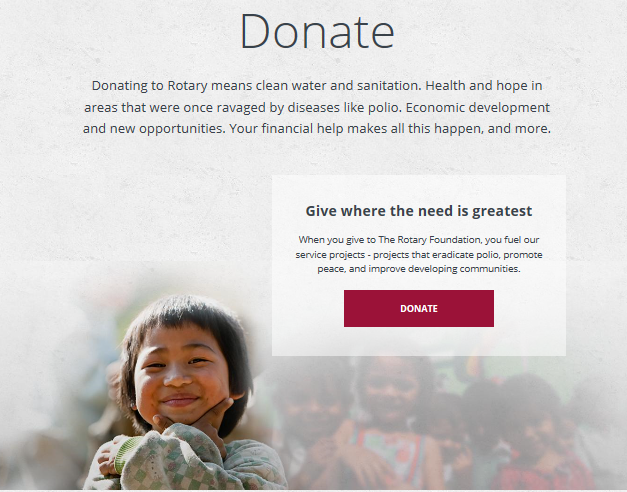 Donate
Donating to Rotary means clean water and sanitation. Health and hope in
areas that were once ravaged by diseases like polio. Economic development
and new opportunities. Your financial help makes all this happen, and more.
Give where the need is greatest
When you give to The Rotary Foundation, you fuel our
service projects - projects that eradicate polio, promote
peace, and improve developing communities.
DONATE